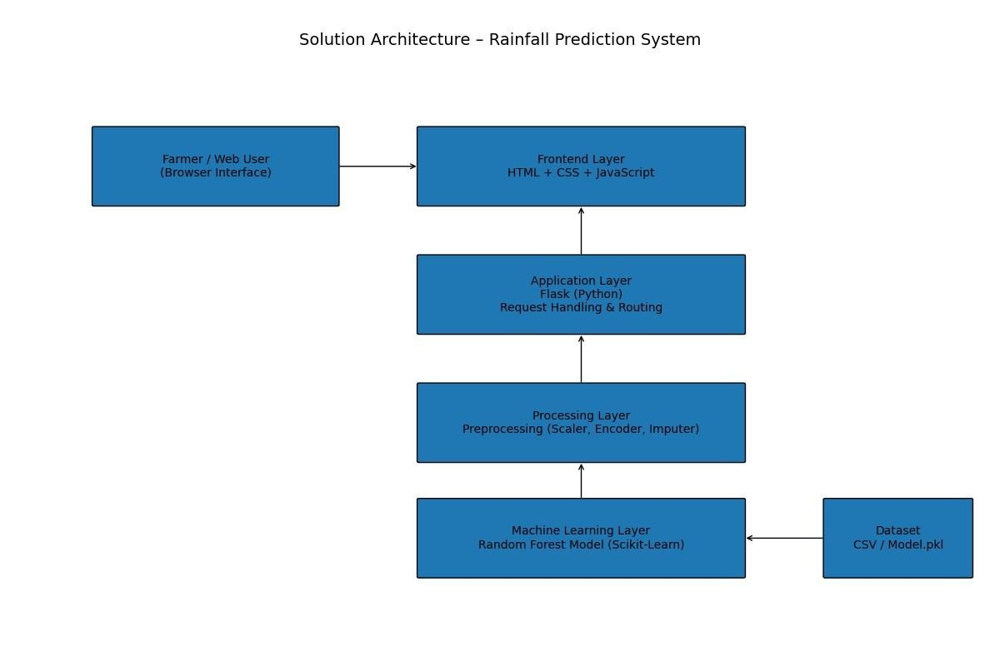 Solution Architecture – Rainfall Prediction System
Farmer / Web User
(Browser Interface)
Frontend Layer
HTML + CSS + JavaScript
Application Layer
Flask (Python)
Request Handling & Routing
Processing Layer
Preprocessing (Scaler, Encoder, Imputer)
Machine Learning Layer
Random Forest Model (Scikit-Learn)
Dataset
CSV / Model.pkl